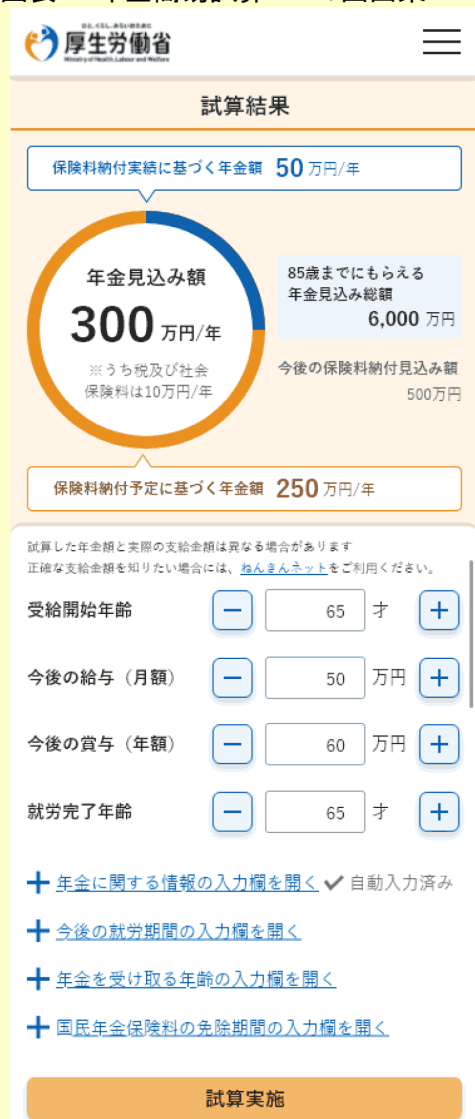 ひと、くらし、みらいのために
厚生労働省
Ministry of Health, Labour and Welfare
試算結果
保険料納付実績に基づく年金額 50 万円/年
年金見込み額
300 万円/年
※うち税及び社会
保険料は10万円/年
85歳までにもらえる
年金見込み総額
6,000 万円
今後の保険料納付見込み額
500万円
保険料納付予定に基づく年金額 250 万円/年
試算した年金額と実際の支給金額は異なる場合があります
正確な支給金額を知りたい場合には、ねんきんネットをご利用ください。
受給開始年齢 − 65 才 +
今後の給与（月額） − 50 万円 +
今後の賞与（年額） − 60 万円 +
就労完了年齢 − 65 才 +
+ 年金に関する情報の入力欄を開く ✔ 自動入力済み
+ 今後の就労期間の入力欄を開く
+ 年金を受け取る年齢の入力欄を開く
+ 国民年金保険料の免除期間の入力欄を開く
試算実施